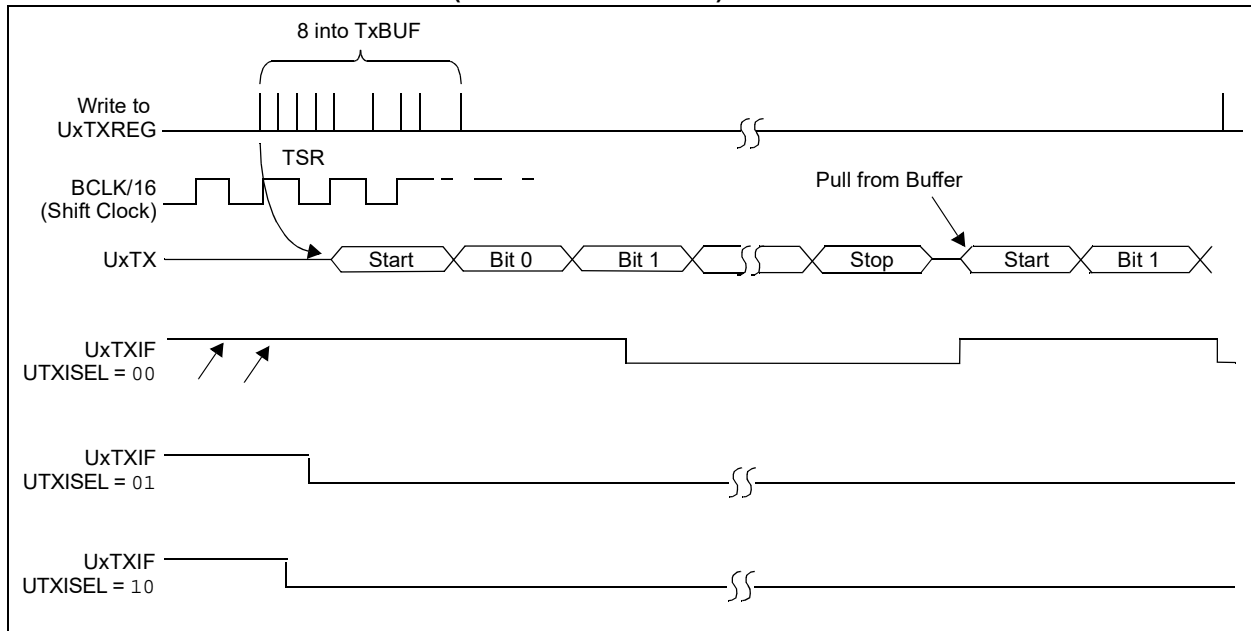 8 into TxBUF
Write to
UxTXREG
TSR
BCLK/16
(Shift Clock)
Pull from Buffer
UxTX
Start
Bit 0
Bit 1
Stop
Start
Bit 1
UxTXIF
UTXISEL = 00
UxTXIF
UTXISEL = 01
UxTXIF
UTXISEL = 10